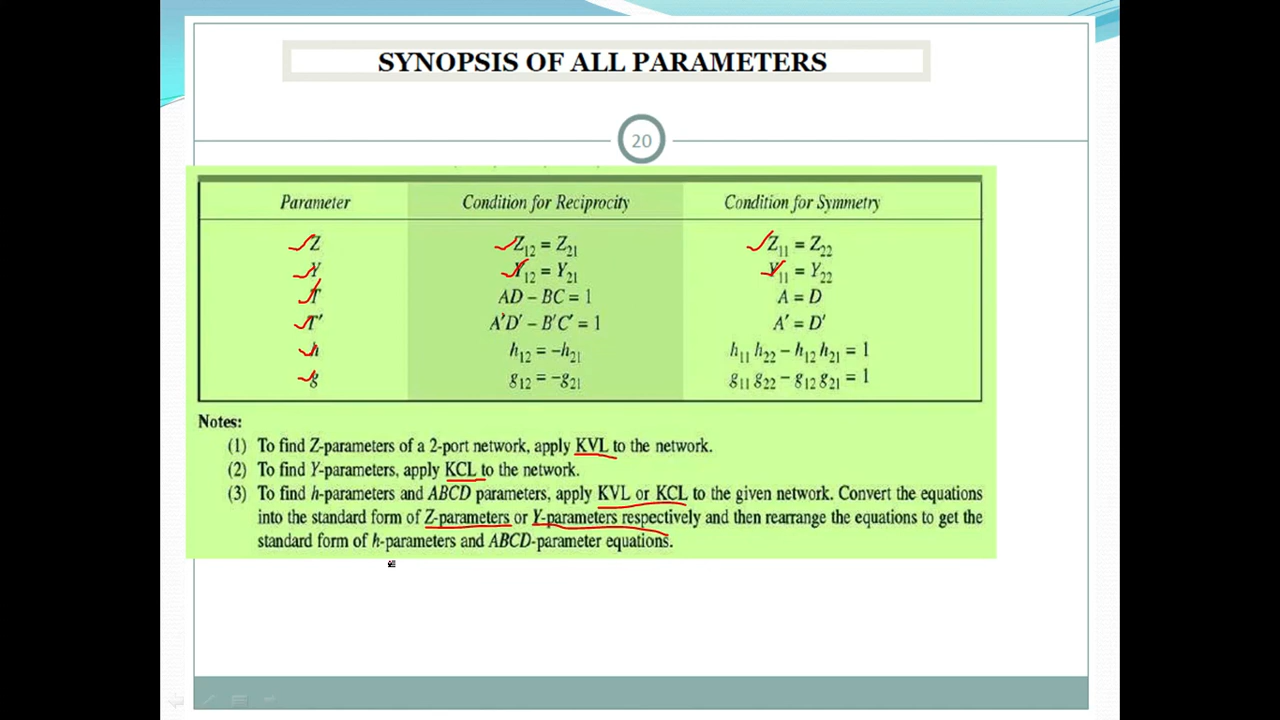 SYNOPSIS OF ALL PARAMETERS
20
Parameter Condition for Reciprocity Condition for Symmetry
Z Z₁₂ = Z₂₁ Z₁₁ = Z₂₂
Y Y₁₂ = Y₂₁ Y₁₁ = Y₂₂
T AD – BC = 1 A = D
T′ A′D′ – B′C′ = 1 A′ = D′
h h₁₂ = –h₂₁ h₁₁ h₂₂ – h₁₂ h₂₁ = 1
g g₁₂ = –g₂₁ g₁₁ g₂₂ – g₁₂ g₂₁ = 1
Notes:
(1) To find Z-parameters of a 2-port network, apply KVL to the network.
(2) To find Y-parameters, apply KCL to the network.
(3) To find h-parameters and ABCD parameters, apply KVL or KCL to the given network. Convert the equations
into the standard form of Z-parameters or Y-parameters respectively and then rearrange the equations to get the
standard form of h-parameters and ABCD-parameter equations.